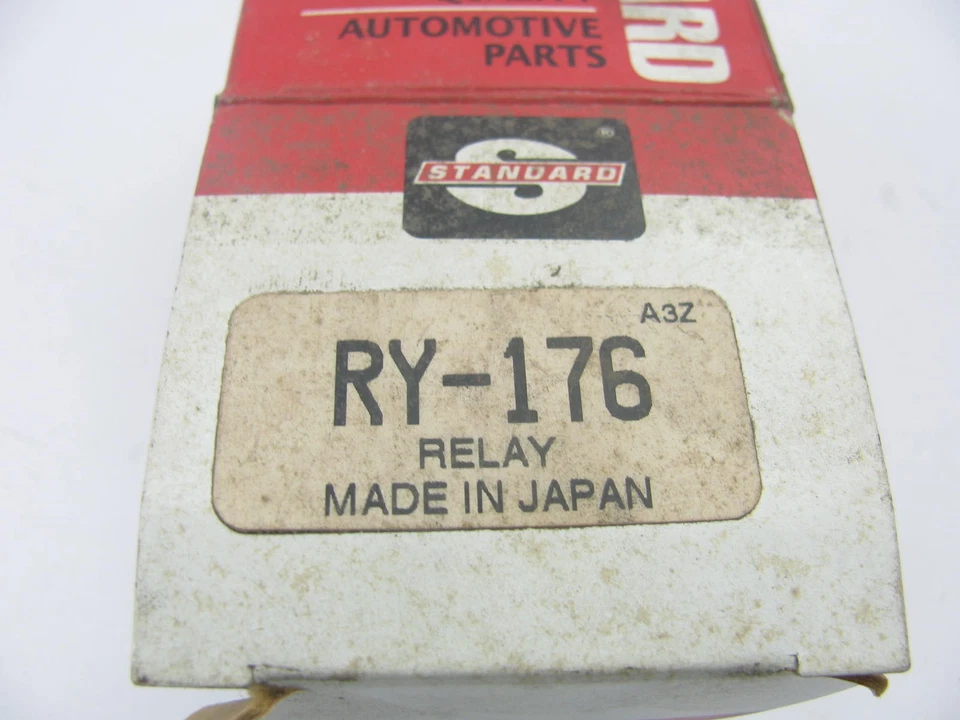 AUTOMOTIVE
PARTS
STANDARD
®
A3Z
RY-176
RELAY
MADE IN JAPAN